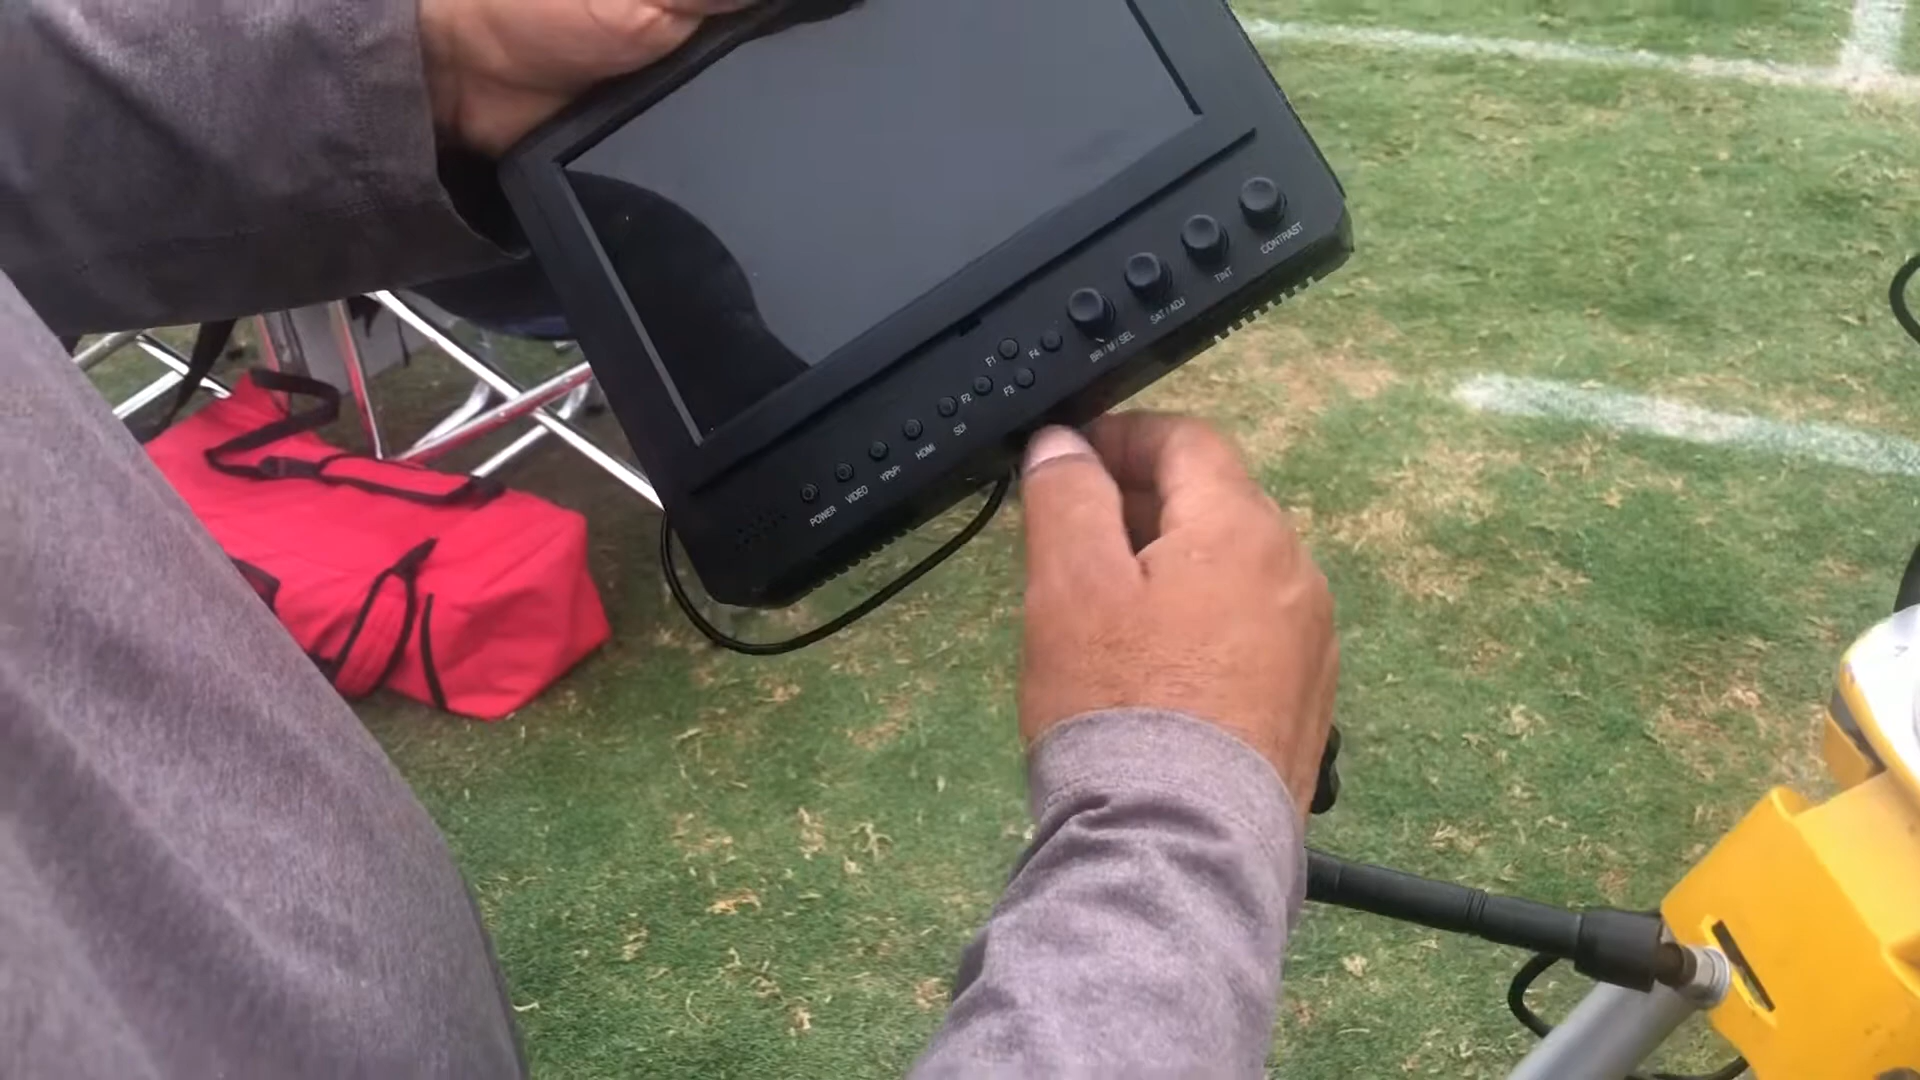 POWER
VIDEO
YPbPr
HDMI
SDI
F1
F2
F3
F4
BRI / M / SEL
SAT / ADJ
TINT
CONTRAST